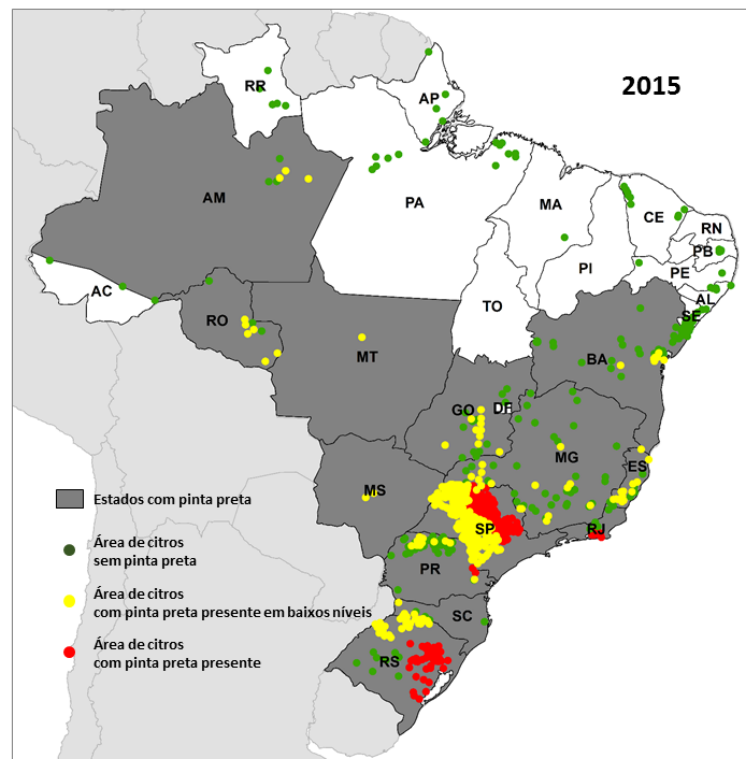 2015
RR
AP
AM
PA
MA
CE
RN
PB
PI
PE
AC
AL
TO
SE
RO
MT
BA
GO
DF
MG
ES
MS
SP
RJ
PR
SC
RS
Estados com pinta preta
Área de citros
sem pinta preta
Área de citros
com pinta preta presente em baixos níveis
Área de citros
com pinta preta presente